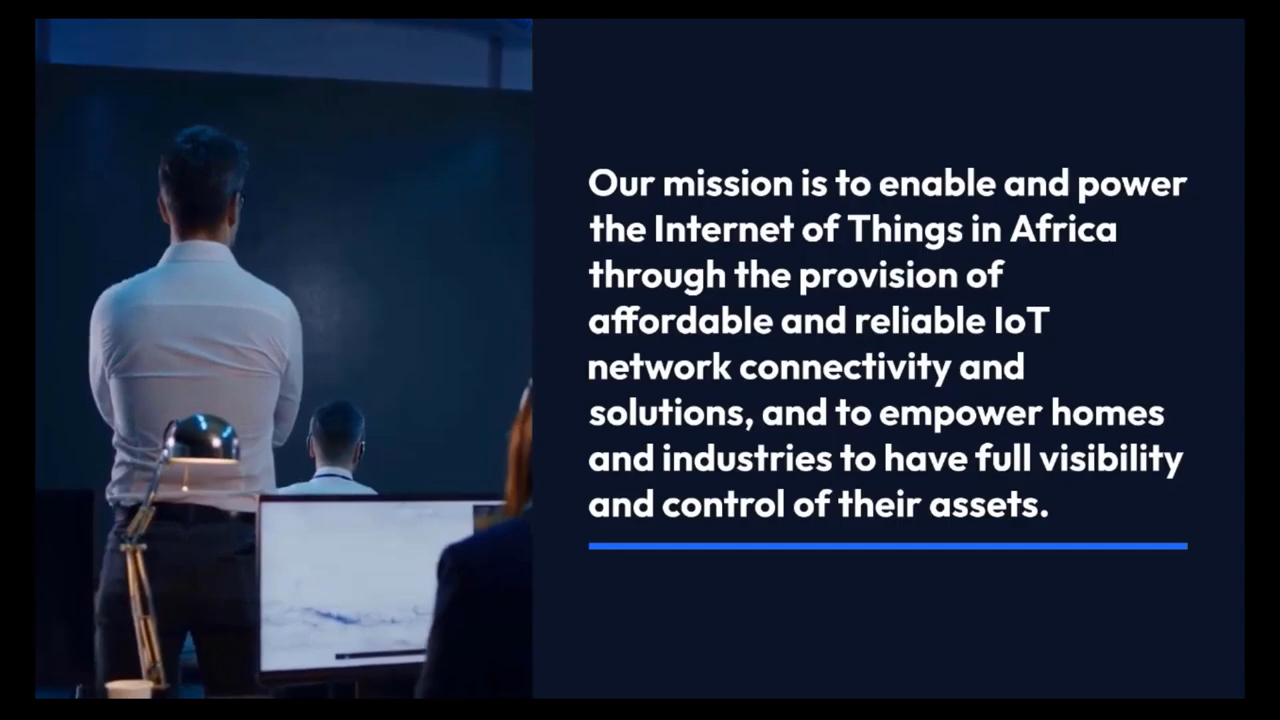 Our mission is to enable and power
the Internet of Things in Africa
through the provision of
affordable and reliable IoT
network connectivity and
solutions, and to empower homes
and industries to have full visibility
and control of their assets.